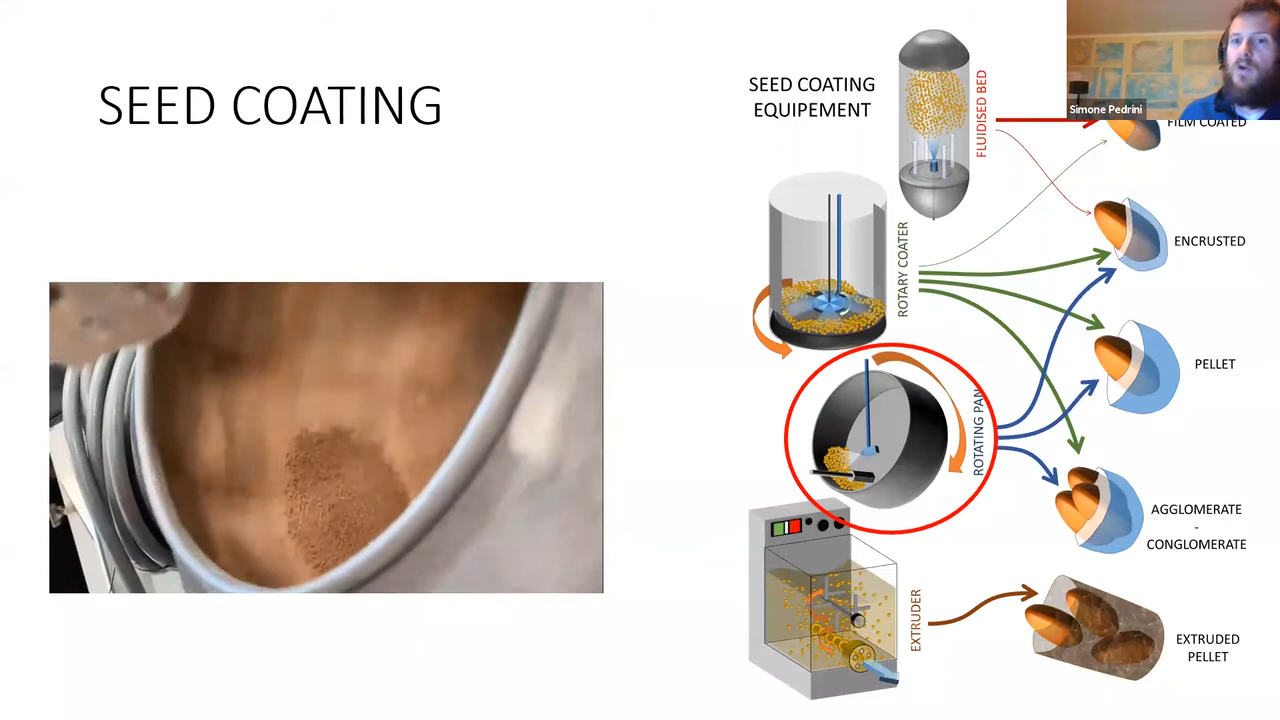 SEED COATING
SEED COATING
EQUIPEMENT
FLUIDISED BED
Simone Pedrini
FILM COATED
ROTARY COATER
ENCRUSTED
PELLET
ROTATING PAN
AGGLOMERATE
-
CONGLOMERATE
EXTRUDER
EXTRUDED
PELLET